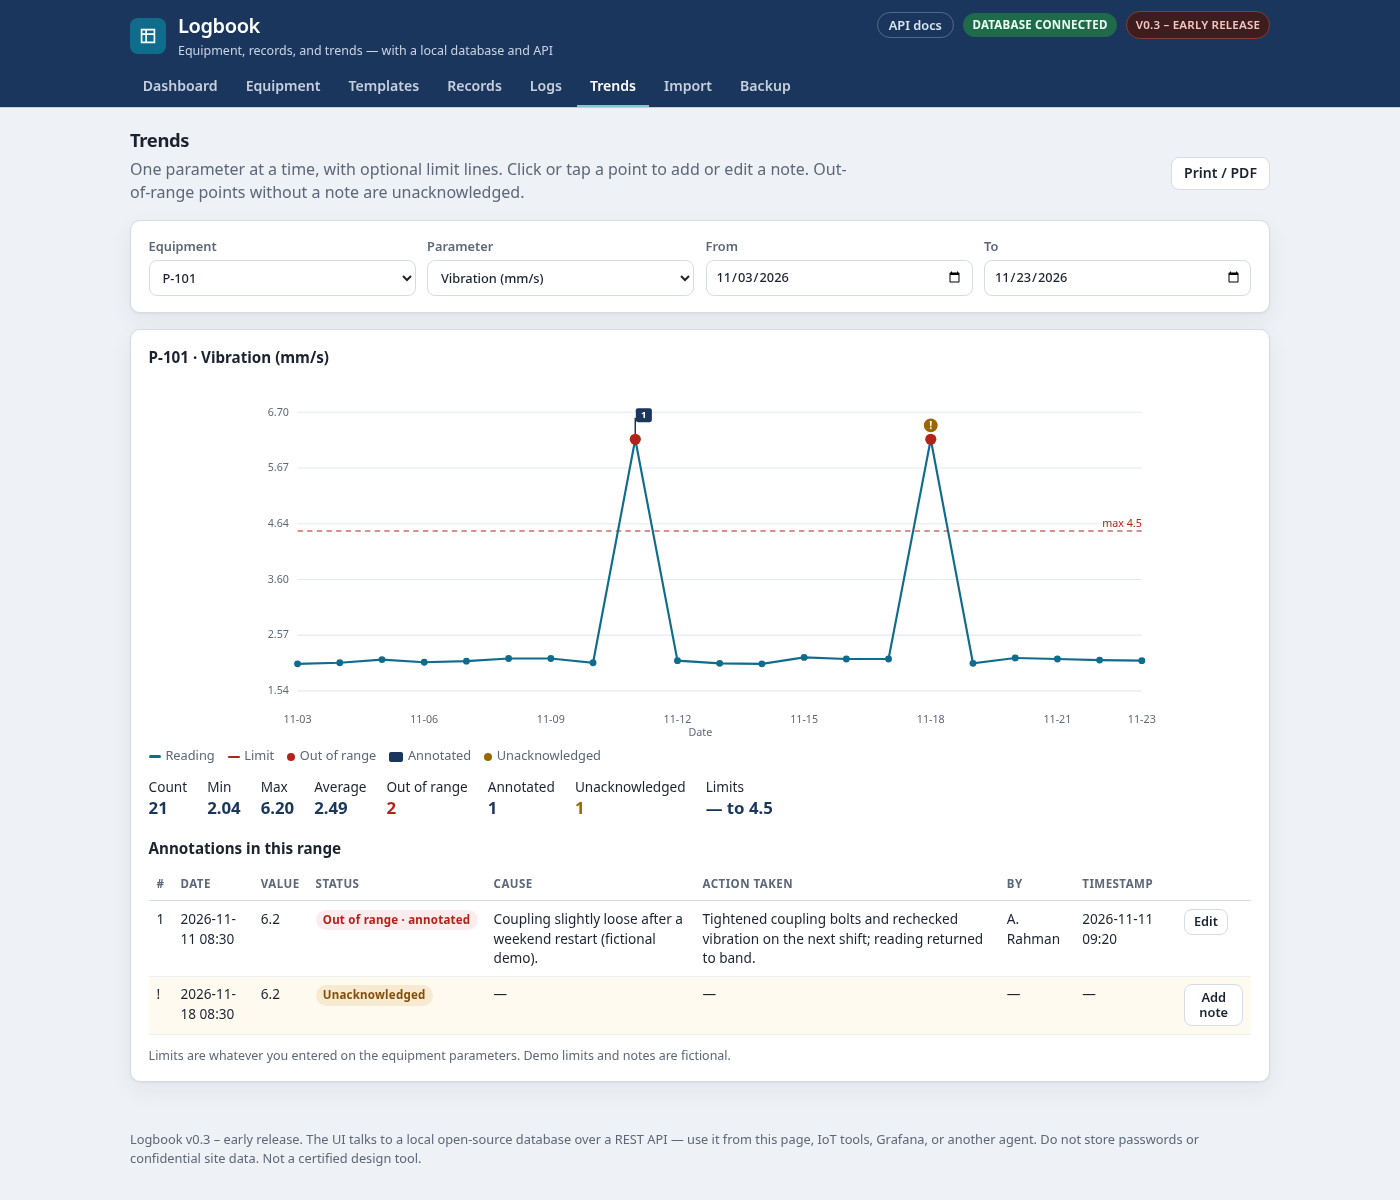 Logbook
Equipment, records, and trends — with a local database and API
API docs
DATABASE CONNECTED
V0.3 – EARLY RELEASE
Dashboard Equipment Templates Records Logs Trends Import Backup
Trends
One parameter at a time, with optional limit lines. Click or tap a point to add or edit a note. Out-
of-range points without a note are unacknowledged.
Print / PDF
Equipment Parameter From To
P-101 Vibration (mm/s) 11/03/2026 11/23/2026
P-101 · Vibration (mm/s)
6.70
1
!
5.67
4.64
max 4.5
3.60
2.57
1.54
11-03 11-06 11-09 11-12 11-15 11-18 11-21 11-23
Date
Reading Limit Out of range Annotated Unacknowledged
Count Min Max Average Out of range Annotated Unacknowledged Limits
21 2.04 6.20 2.49 2 1 1 — to 4.5
Annotations in this range
# DATE VALUE STATUS CAUSE ACTION TAKEN BY TIMESTAMP
1 2026-11- 6.2 Out of range · annotated Coupling slightly loose after a Tightened coupling bolts and rechecked A. 2026-11-11 Edit
11 08:30 weekend restart (fictional vibration on the next shift; reading returned Rahman 09:20
demo). to band.
! 2026-11- 6.2 Unacknowledged — — — — Add
18 08:30 note
Limits are whatever you entered on the equipment parameters. Demo limits and notes are fictional.
Logbook v0.3 – early release. The UI talks to a local open-source database over a REST API — use it from this page, IoT tools, Grafana, or another agent. Do not store passwords or
confidential site data. Not a certified design tool.